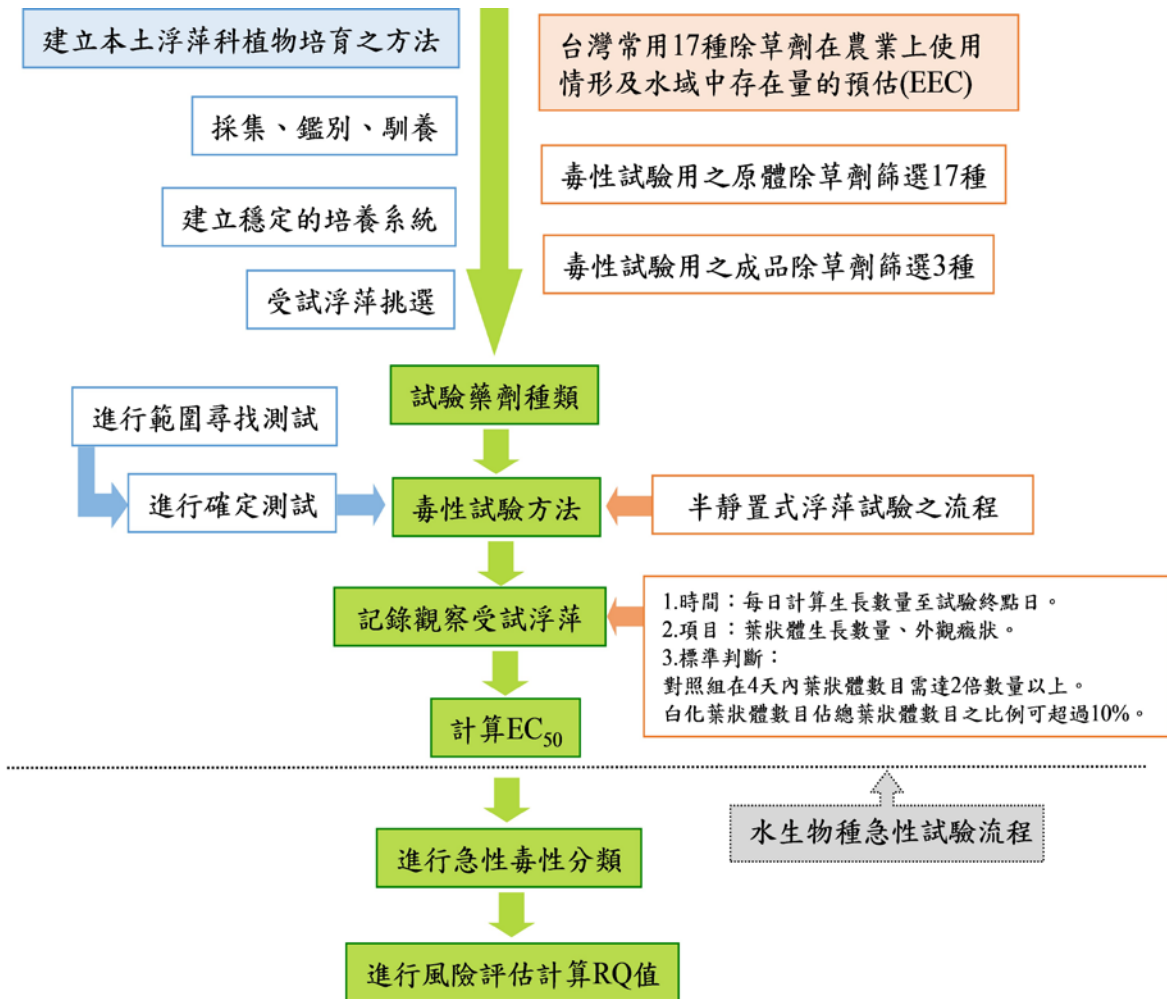 建立本土浮萍科植物培育之方法
台灣常用17種除草劑在農業上使用
情形及水域中存在量的預估(EEC)
採集、鑑別、馴養
建立穩定的培養系統
受試浮萍挑選
毒性試驗用之原體除草劑篩選17種
毒性試驗用之成品除草劑篩選3種
試驗藥劑種類
進行範圍尋找測試
進行確定測試
毒性試驗方法
半靜置式浮萍試驗之流程
記錄觀察受試浮萍
1.時間：每日計算生長數量至試驗終點日。
2.項目：葉狀體生長數量、外觀癥狀。
3.標準判斷：
對照組在4天內葉狀體數目需達2倍數量以上。
白化葉狀體數目佔總葉狀體數目之比例可超過10%。
計算EC50
水生物種急性試驗流程
進行急性毒性分類
進行風險評估計算RQ值